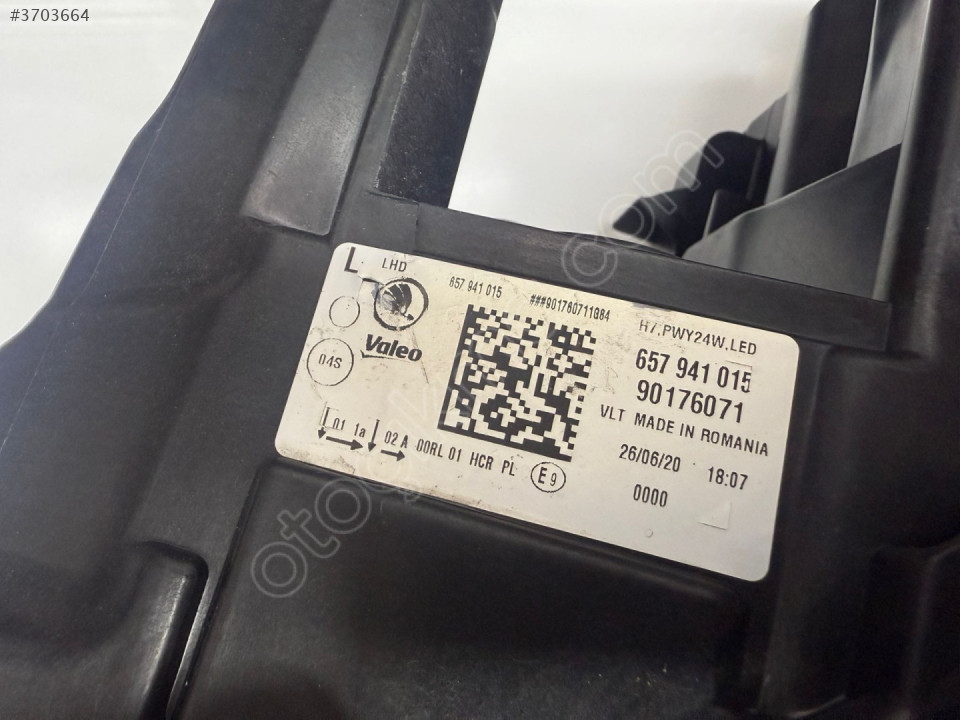 #3703664
L LHD
657 941 015
###901760711884
H7,PWY24W,LED
Valeo
04S
657 941 015
90176071
VLT MADE IN ROMANIA
26/06/20 18:07
0000
01 1a 02 A 00RL 01 HCR PL E9